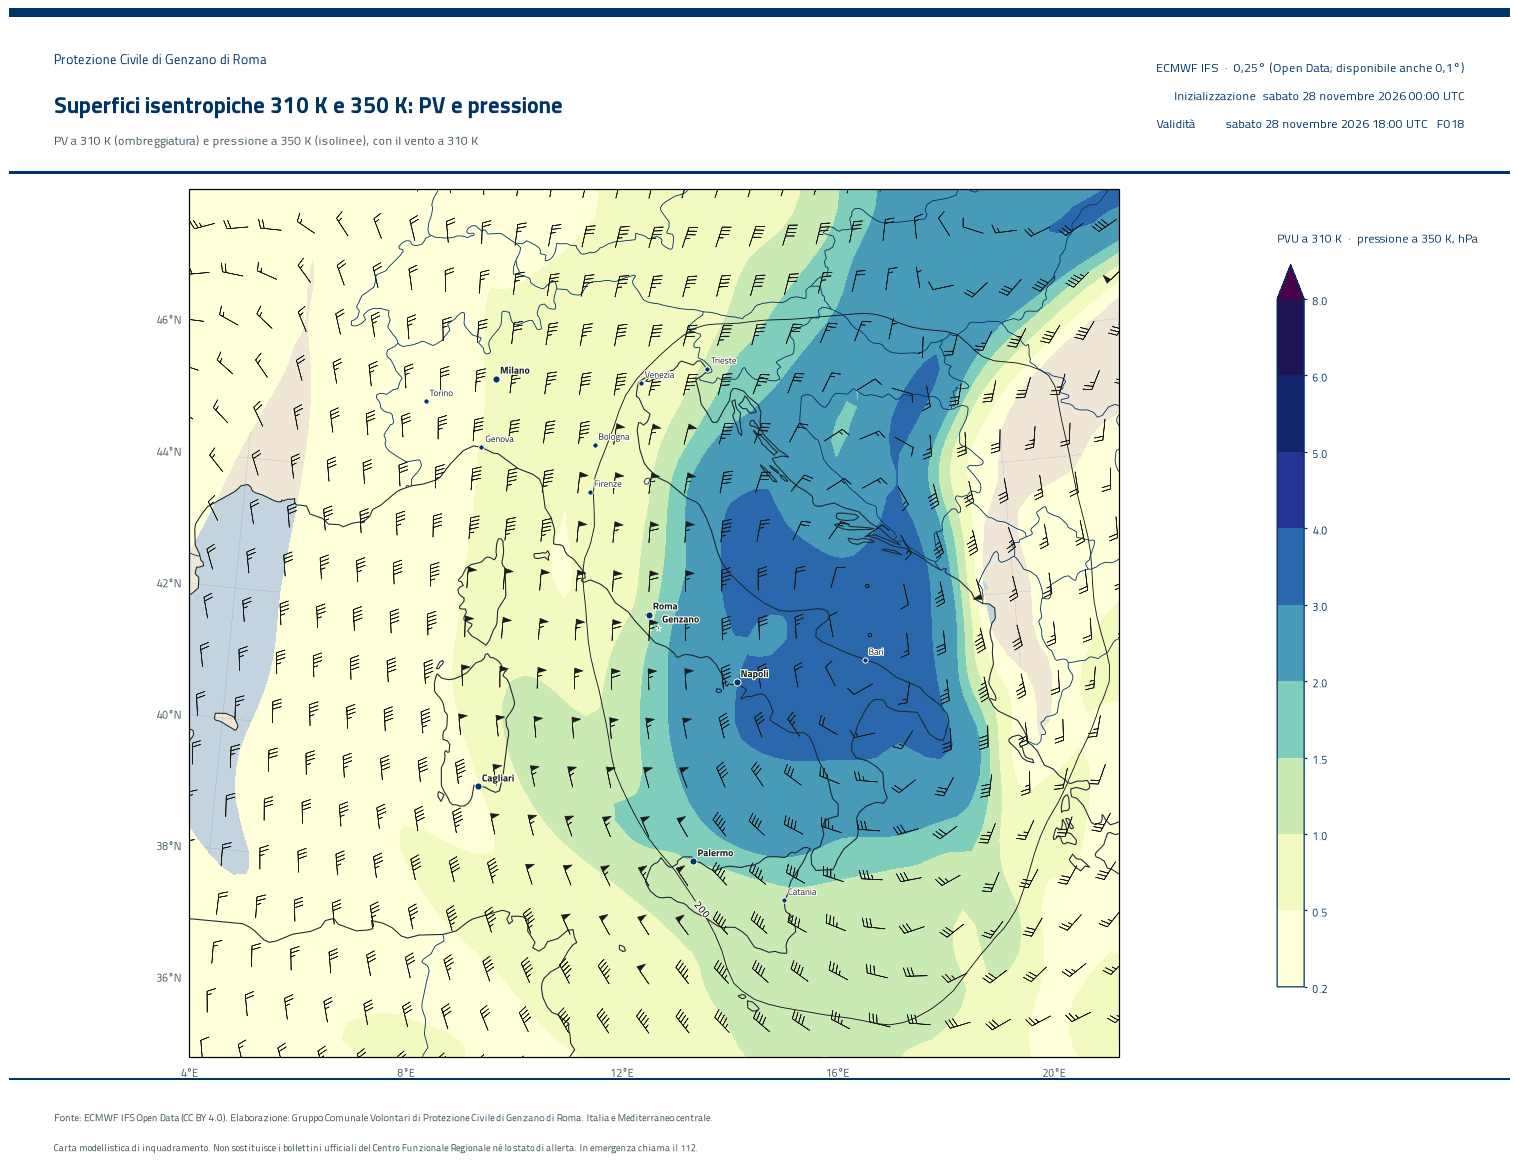 Protezione Civile di Genzano di Roma
Superfici isentropiche 310 K e 350 K: PV e pressione
PV a 310 K (ombreggiatura) e pressione a 350 K (isolinee), con il vento a 310 K
ECMWF IFS · 0,25° (Open Data; disponibile anche 0,1°)
Inizializzazione sabato 28 novembre 2026 00:00 UTC
Validità sabato 28 novembre 2026 18:00 UTC F018
PVU a 310 K · pressione a 350 K, hPa
8.0
6.0
5.0
4.0
3.0
2.0
1.5
1.0
0.5
0.2
46°N
44°N
42°N
40°N
38°N
36°N
4°E
8°E
12°E
16°E
20°E
Trieste
Milano
Venezia
Torino
Genova
Bologna
Firenze
Roma
Genzano
Bari
Napoli
Cagliari
Palermo
Catania
200
Fonte: ECMWF IFS Open Data (CC BY 4.0). Elaborazione: Gruppo Comunale Volontari di Protezione Civile di Genzano di Roma. Italia e Mediterraneo centrale.
Carta modellistica di inquadramento. Non sostituisce i bollettini ufficiali del Centro Funzionale Regionale né lo stato di allerta. In emergenza chiama il 112.